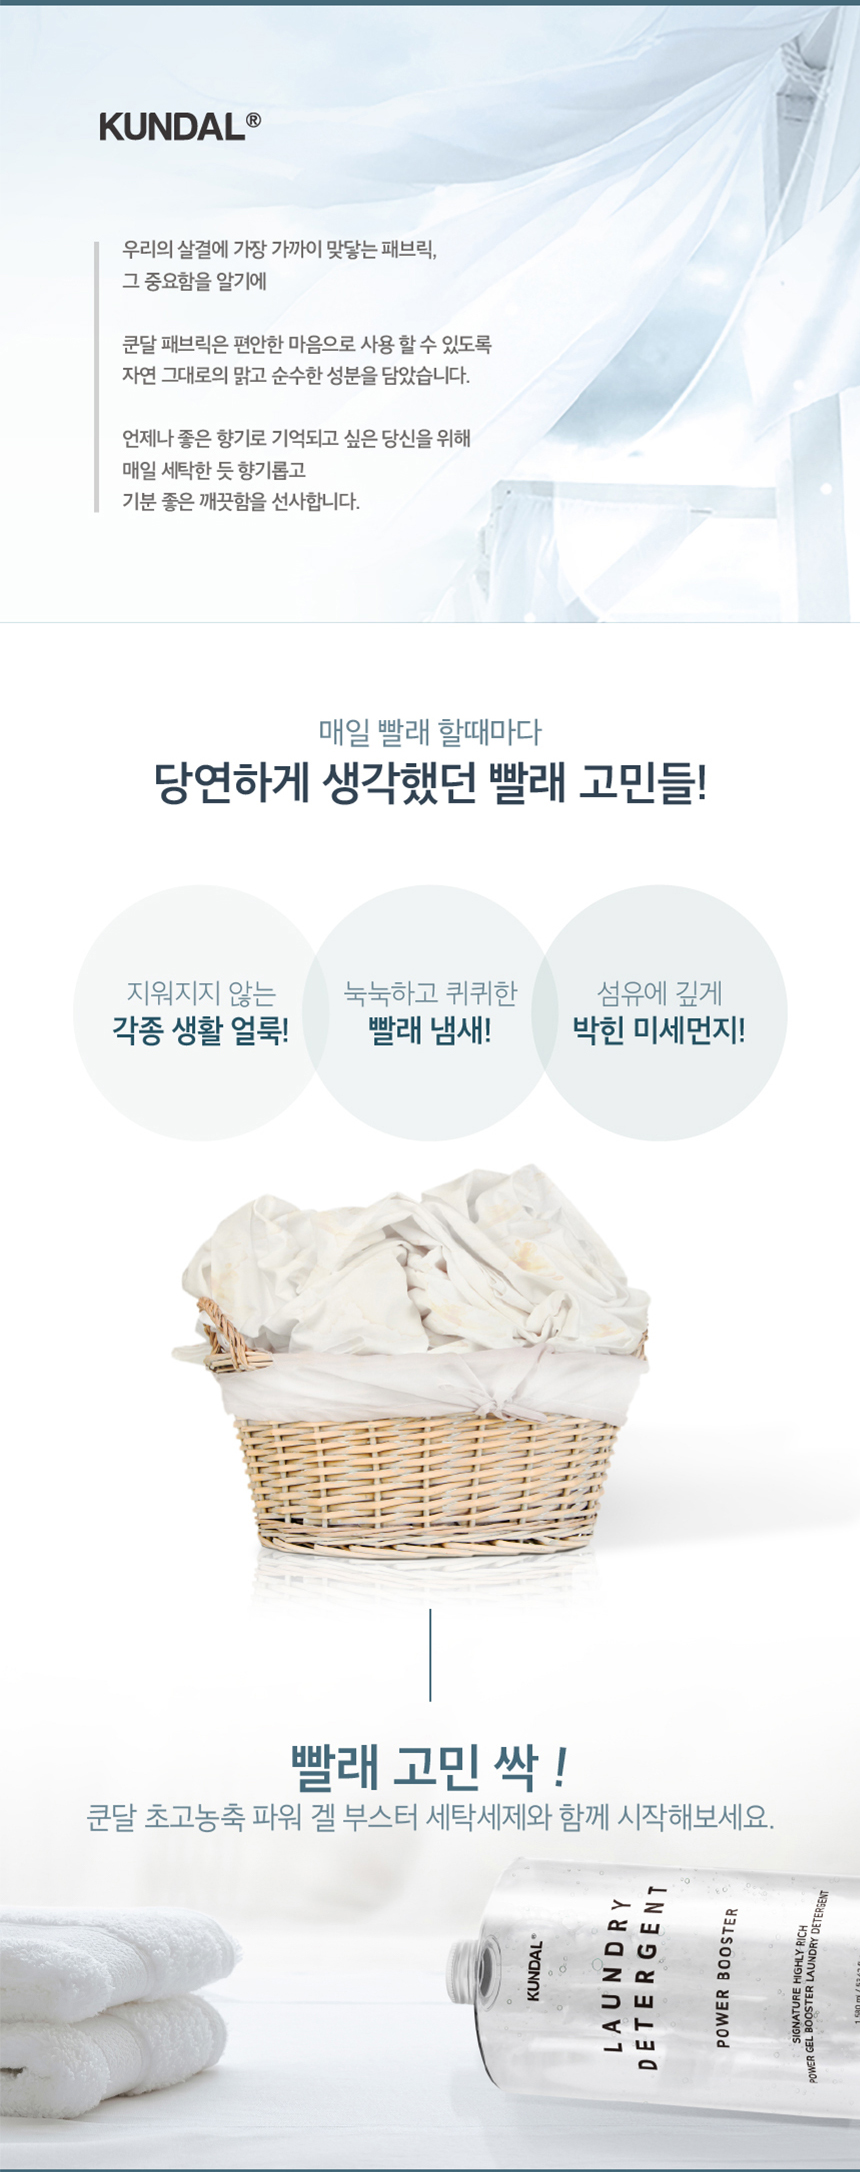 KUNDAL®
우리의 살결에 가장 가까이 맞닿는 패브릭,
그 중요함을 알기에
쿤달 패브릭은 편안한 마음으로 사용 할 수 있도록
자연 그대로의 맑고 순수한 성분을 담았습니다.
언제나 좋은 향기로 기억되고 싶은 당신을 위해
매일 세탁한 듯 향기롭고
기분 좋은 깨끗함을 선사합니다.
매일 빨래 할때마다
당연하게 생각했던 빨래 고민들!
지워지지 않는
각종 생활 얼룩!
눅눅하고 퀴퀴한
빨래 냄새!
섬유에 깊게
박힌 미세먼지!
빨래 고민 싹 !
쿤달 초고농축 파워 겔 부스터 세탁세제와 함께 시작해보세요.
KUNDAL®
LAUNDRY
DETERGENT
POWER BOOSTER
SIGNATURE HIGHLY RICH
POWER GEL BOOSTER LAUNDRY DETERGENT